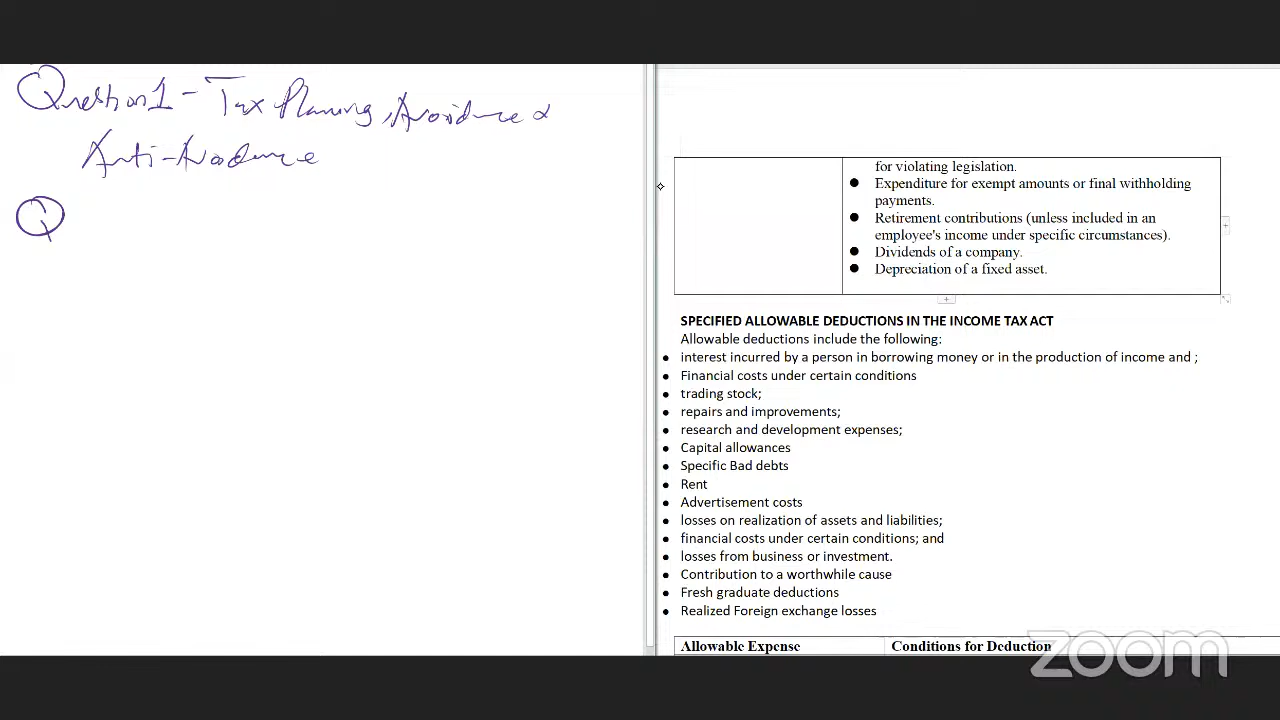 Question 1 - Tax Planning, Avoidance &
Anti-Avoidance
Q
for violating legislation.
● Expenditure for exempt amounts or final withholding
payments.
● Retirement contributions (unless included in an
employee's income under specific circumstances).
● Dividends of a company.
● Depreciation of a fixed asset.
SPECIFIED ALLOWABLE DEDUCTIONS IN THE INCOME TAX ACT
Allowable deductions include the following:
● interest incurred by a person in borrowing money or in the production of income and ;
● Financial costs under certain conditions
● trading stock;
● repairs and improvements;
● research and development expenses;
● Capital allowances
● Specific Bad debts
● Rent
● Advertisement costs
● losses on realization of assets and liabilities;
● financial costs under certain conditions; and
● losses from business or investment.
● Contribution to a worthwhile cause
● Fresh graduate deductions
● Realized Foreign exchange losses
Allowable Expense Conditions for Deduction
zoom